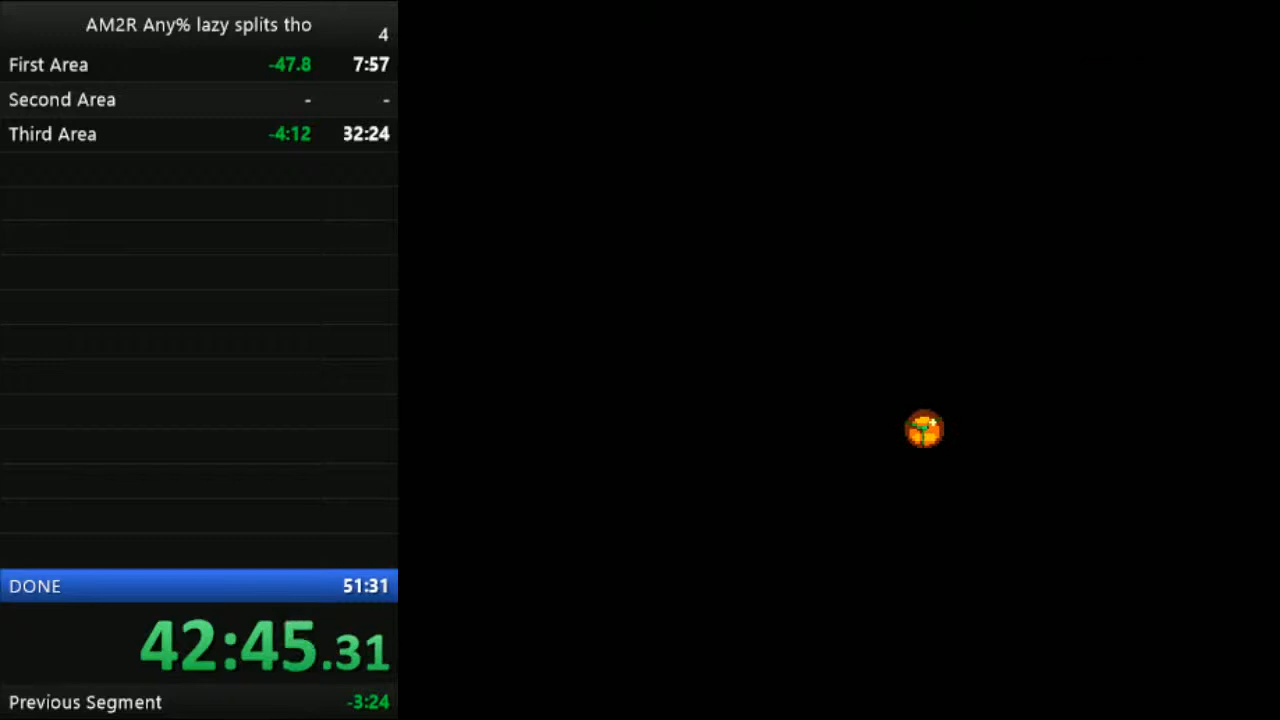 AM2R Any% lazy splits tho
4
First Area -47.8 7:57
Second Area - -
Third Area -4:12 32:24
DONE 51:31
42:45.31
Previous Segment -3:24